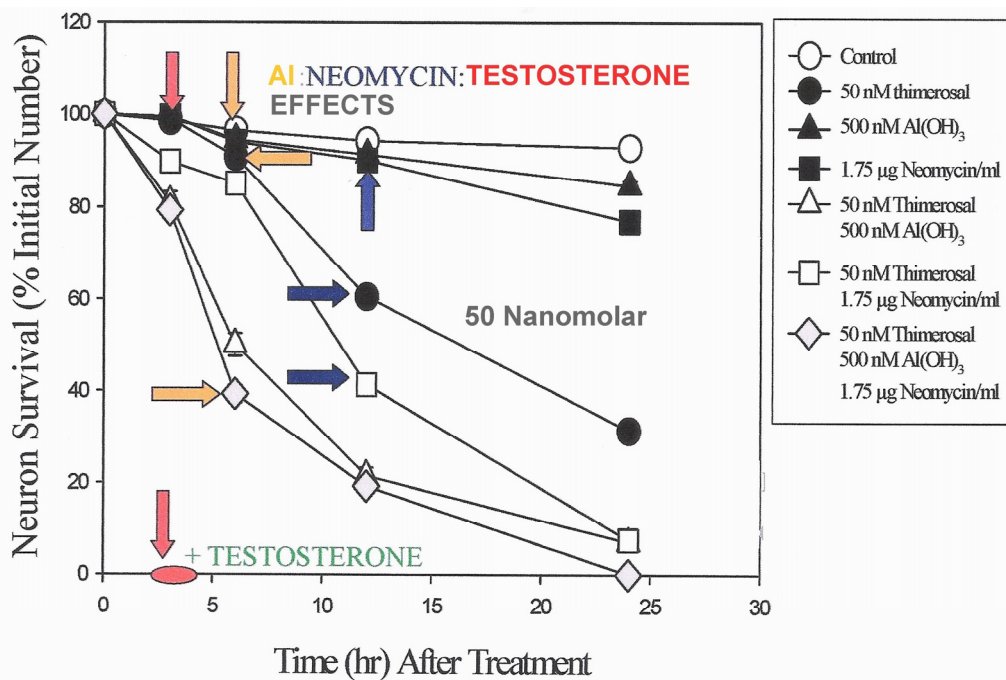 Al :NEOMYCIN:TESTOSTERONE
EFFECTS
50 Nanomolar
+ TESTOSTERONE
Neuron Survival (% Initial Number)
120
100
80
60
40
20
0
0
5
10
15
20
25
30
Time (hr) After Treatment
Control
50 nM thimerosal
500 nM Al(OH)₃
1.75 µg Neomycin/ml
50 nM Thimerosal
500 nM Al(OH)₃
50 nM Thimerosal
1.75 µg Neomycin/ml
50 nM Thimerosal
500 nM Al(OH)₃
1.75 µg Neomycin/ml